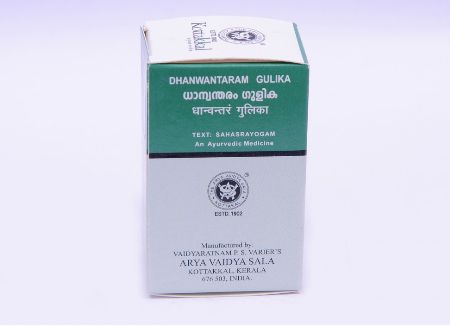 Kottakkal
DHANWANTARAM GULIKA
ധാന്വന്തരം ഗുളിക
धान्वन्तरं गुलिका
TEXT: SAHASRAYOGAM
An Ayurvedic Medicine
ESTD. 1902
Manufactured by:
VAIDYARATNAM P. S. VARIER'S
ARYA VAIDYA SALA
KOTTAKKAL, KERALA
676 503, INDIA.